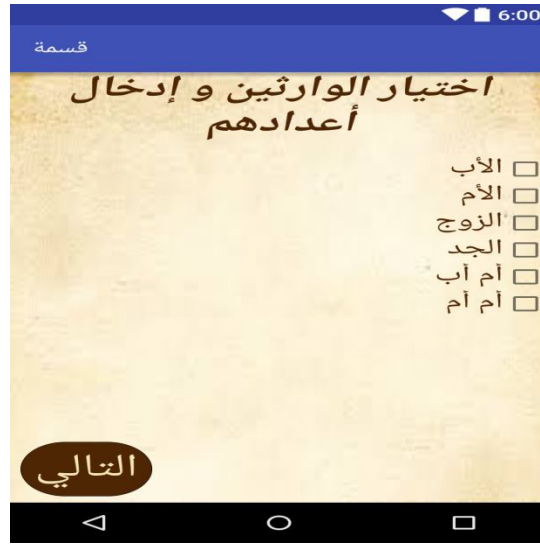 6:00
قسمة
اختيار الوارثين و إدخال
أعدادهم
الأب
الأم
الزوج
الجد
أم أب
أم أم
التالي